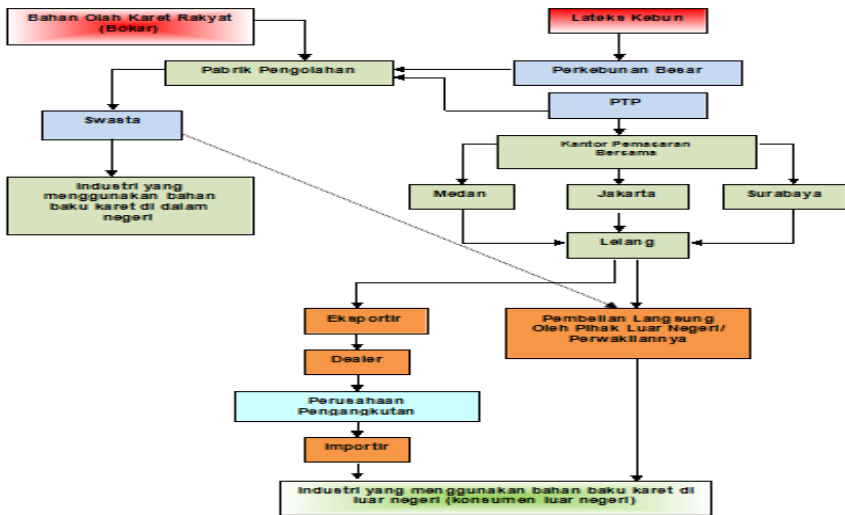 Bahan Olah Karet Rakyat
(Bokar)
Lateks Kebun
Pabrik Pengolahan
Perkebunan Besar
PTP
Swasta
Kantor Pemasaran
Bersama
Industri yang
menggunakan bahan
baku karet di dalam
negeri
Medan
Jakarta
Surabaya
Lelang
Eksportir
Pembelian Langsung
Oleh Pihak Luar Negeri/
Perwakilannya
Dealer
Perusahaan
Pengangkutan
Importir
Industri yang menggunakan bahan baku karet di
luar negeri (konsumen luar negeri)